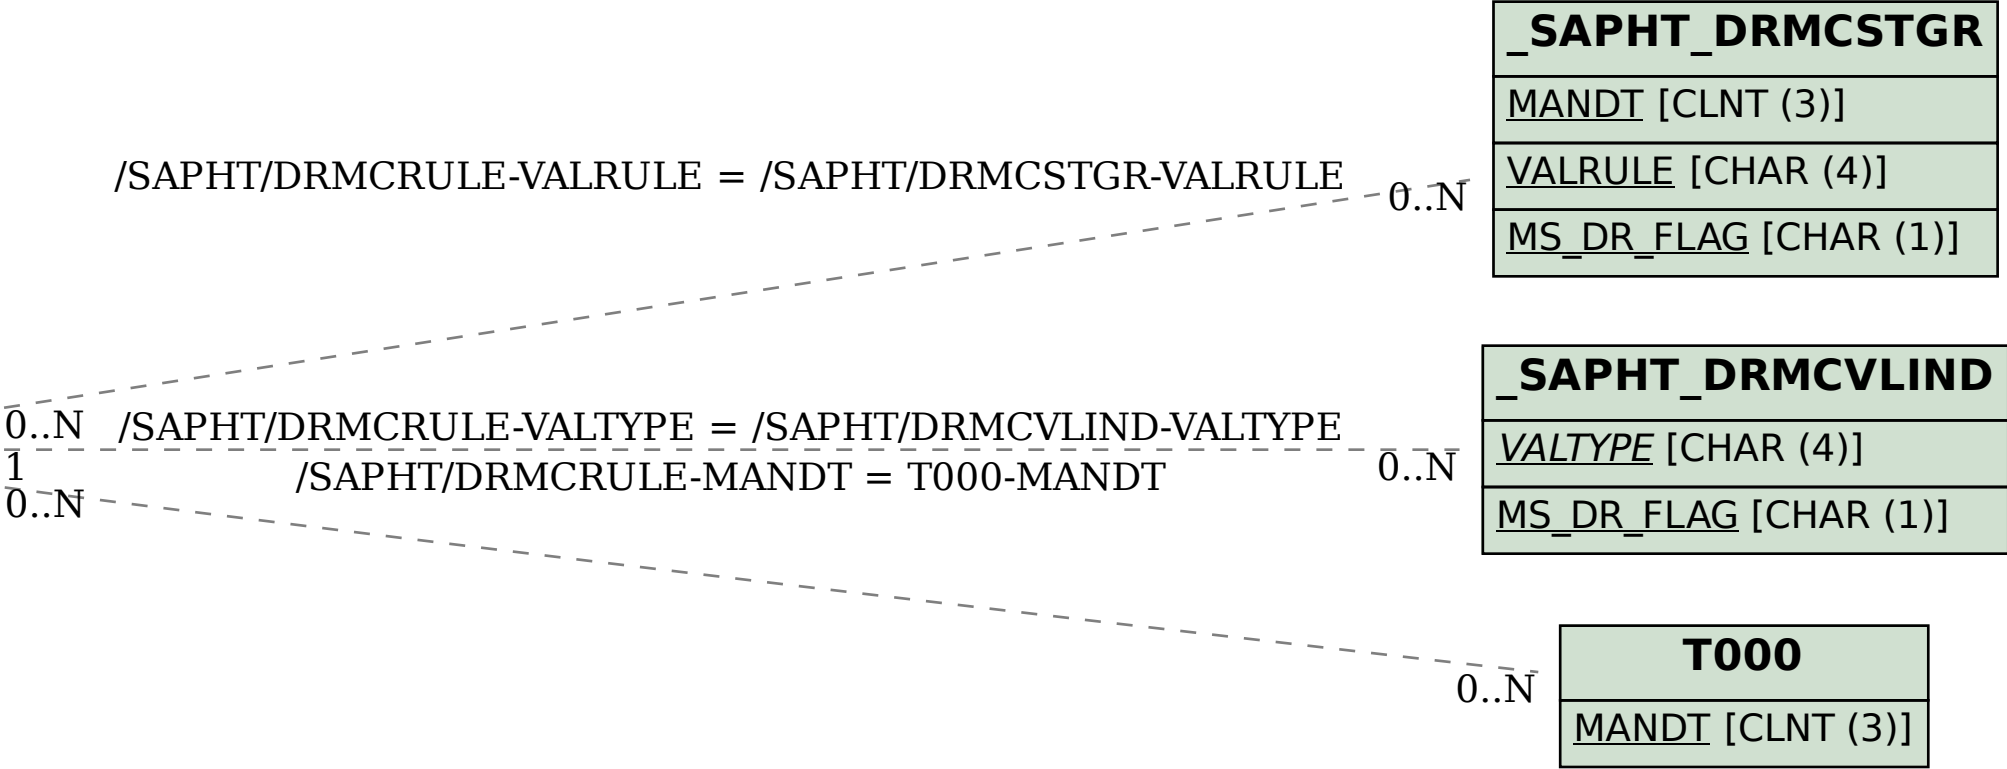 _SAPHT_DRMCSTGR
MANDT [CLNT (3)]
VALRULE [CHAR (4)]
MS_DR_FLAG [CHAR (1)]
/SAPHT/DRMCRULE-VALRULE = /SAPHT/DRMCSTGR-VALRULE
0..N
0..N
_SAPHT_DRMCVLIND
VALTYPE [CHAR (4)]
MS_DR_FLAG [CHAR (1)]
/SAPHT/DRMCRULE-VALTYPE = /SAPHT/DRMCVLIND-VALTYPE
1
0..N
/SAPHT/DRMCRULE-MANDT = T000-MANDT
0..N
0..N
T000
MANDT [CLNT (3)]